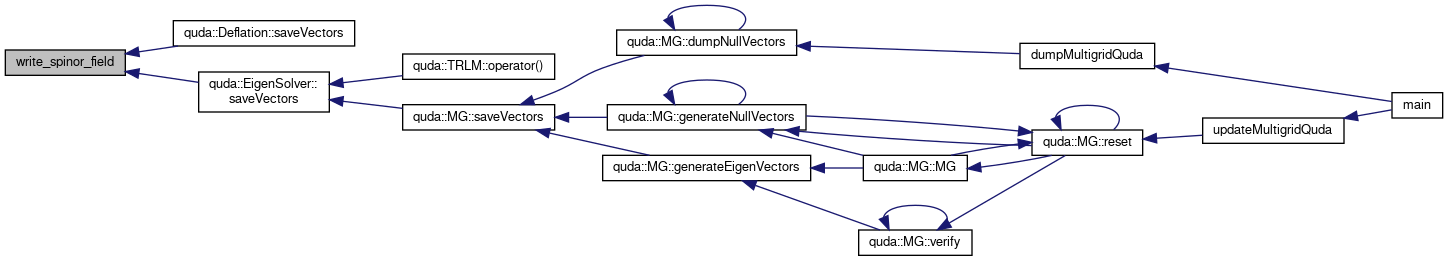 write_spinor_field
quda::Deflation::saveVectors
quda::EigenSolver::
saveVectors
quda::TRLM::operator()
quda::MG::saveVectors
quda::MG::dumpNullVectors
quda::MG::generateNullVectors
quda::MG::generateEigenVectors
quda::MG::MG
quda::MG::verify
dumpMultigridQuda
quda::MG::reset
updateMultigridQuda
main